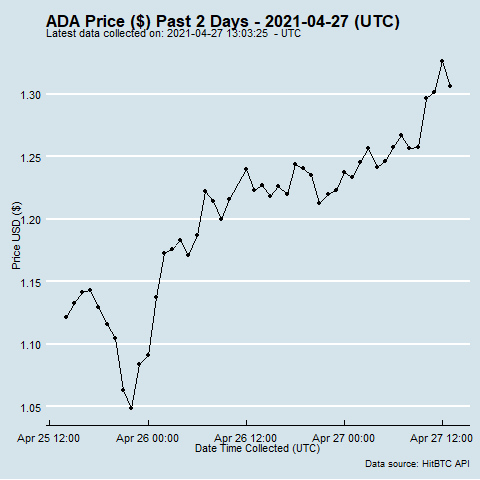 ADA Price ($) Past 2 Days - 2021-04-27 (UTC)
Latest data collected on: 2021-04-27 13:03:25  - UTC
1.30
1.25
1.20
1.15
1.10
1.05
Price USD ($)
Apr 25 12:00 Apr 26 00:00 Apr 26 12:00 Apr 27 00:00 Apr 27 12:00
Date Time Collected (UTC)
Data source: HitBTC API